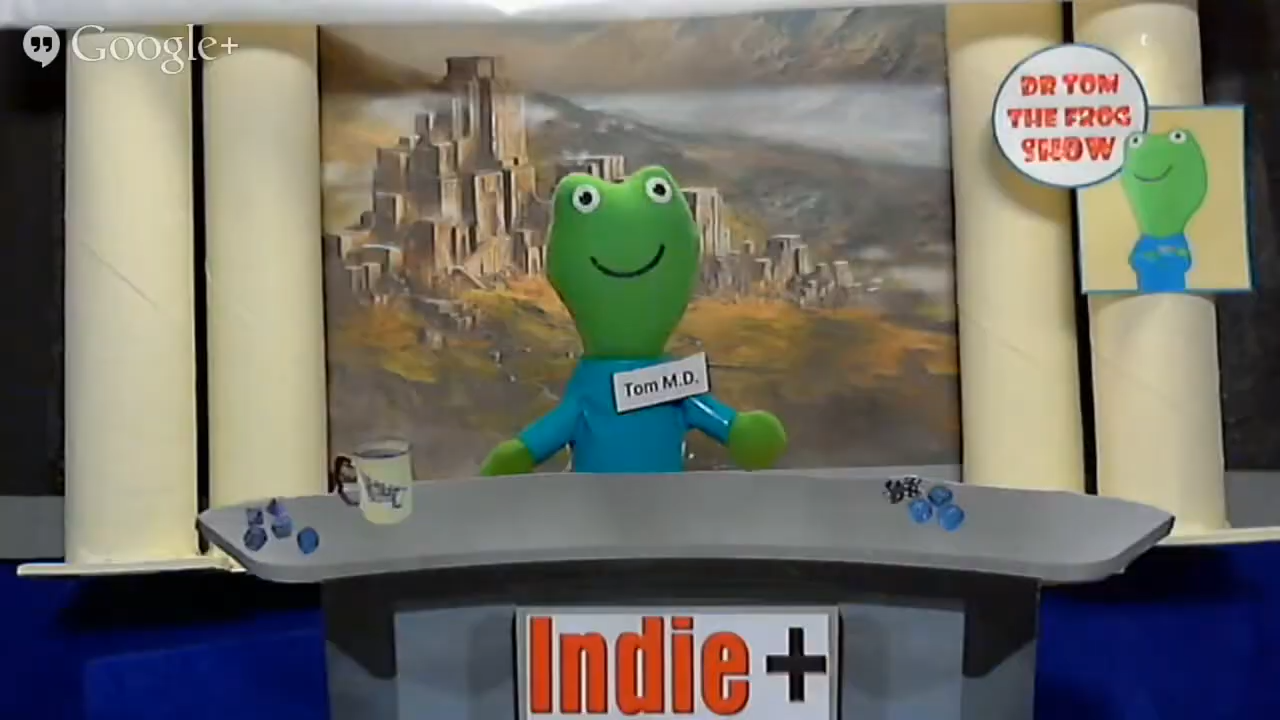 Google+
DR TOM
THE FROG
SHOW
Tom M.D.
Indie +